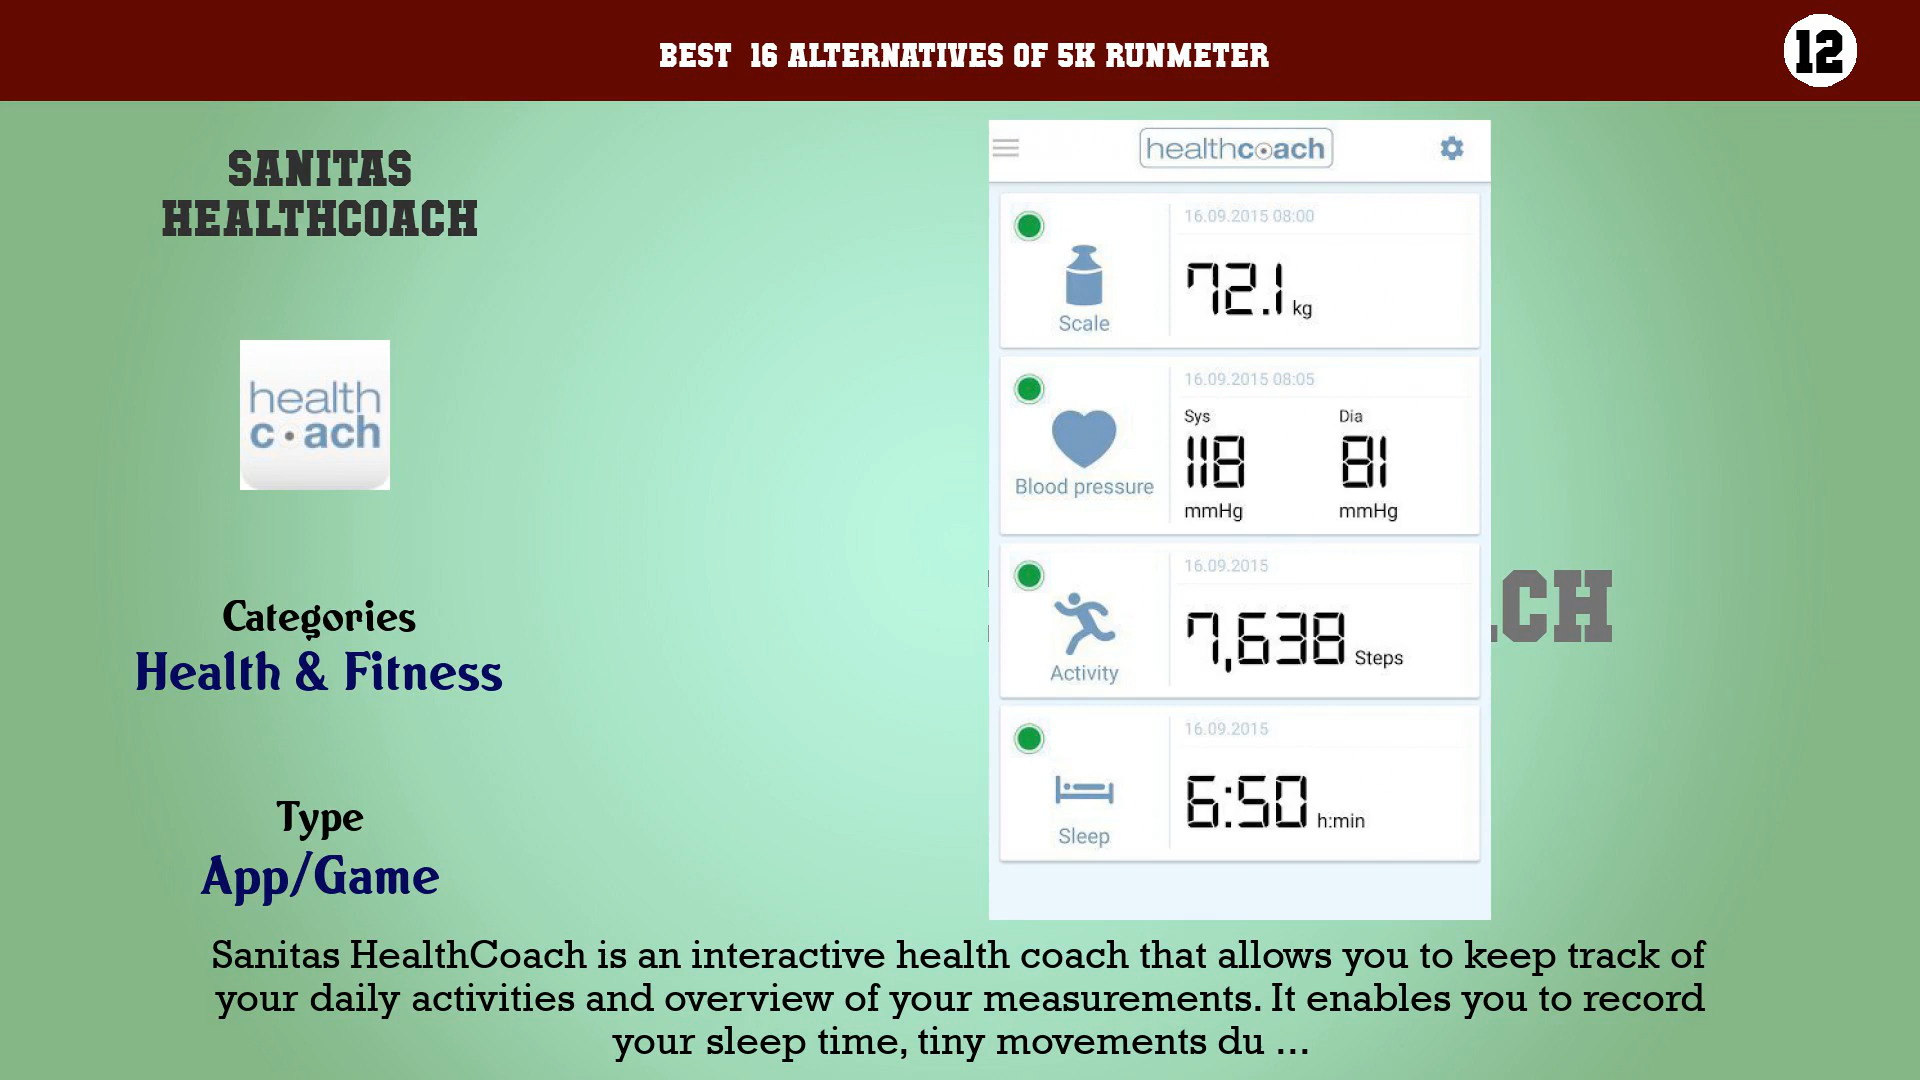 BEST 16 ALTERNATIVES OF 5K RUNMETER
12
SANITAS
HEALTHCOACH
health
coach
Categories
Health & Fitness
Type
App/Game
healthcoach
16.09.2015 08:00
72.1 kg
Scale
16.09.2015 08:05
Sys Dia
118 81
Blood pressure
mmHg mmHg
16.09.2015
7,638 Steps
Activity
16.09.2015
6:50 h:min
Sleep
CH
Sanitas HealthCoach is an interactive health coach that allows you to keep track of
your daily activities and overview of your measurements. It enables you to record
your sleep time, tiny movements du ...